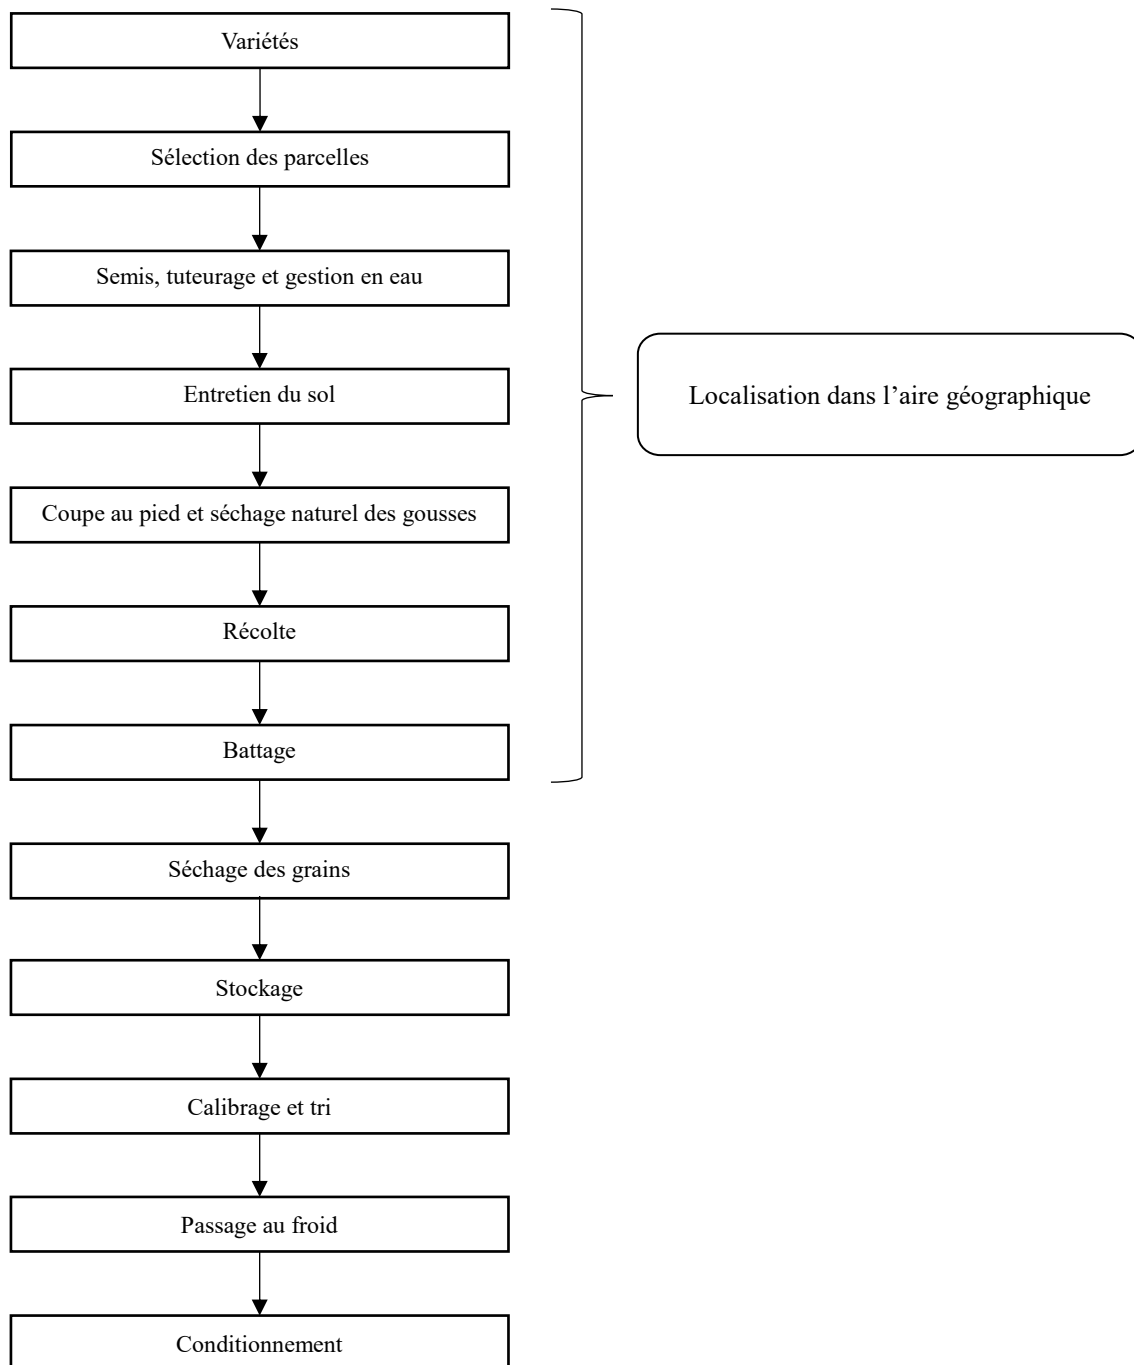 Variétés
Sélection des parcelles
Semis, tuteurage et gestion en eau
Entretien du sol
Localisation dans l’aire géographique
Coupe au pied et séchage naturel des gousses
Récolte
Battage
Séchage des grains
Stockage
Calibrage et tri
Passage au froid
Conditionnement